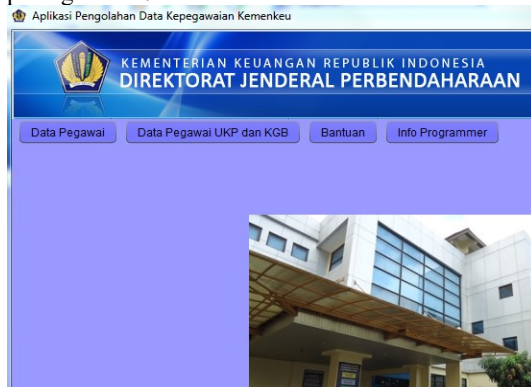 Aplikasi Pengolahan Data Kepegawaian Kemenkeu
KEMENTERIAN KEUANGAN REPUBLIK INDONESIA
DIREKTORAT JENDERAL PERBENDAHARAAN
Data Pegawai
Data Pegawai UKP dan KGB
Bantuan
Info Programmer